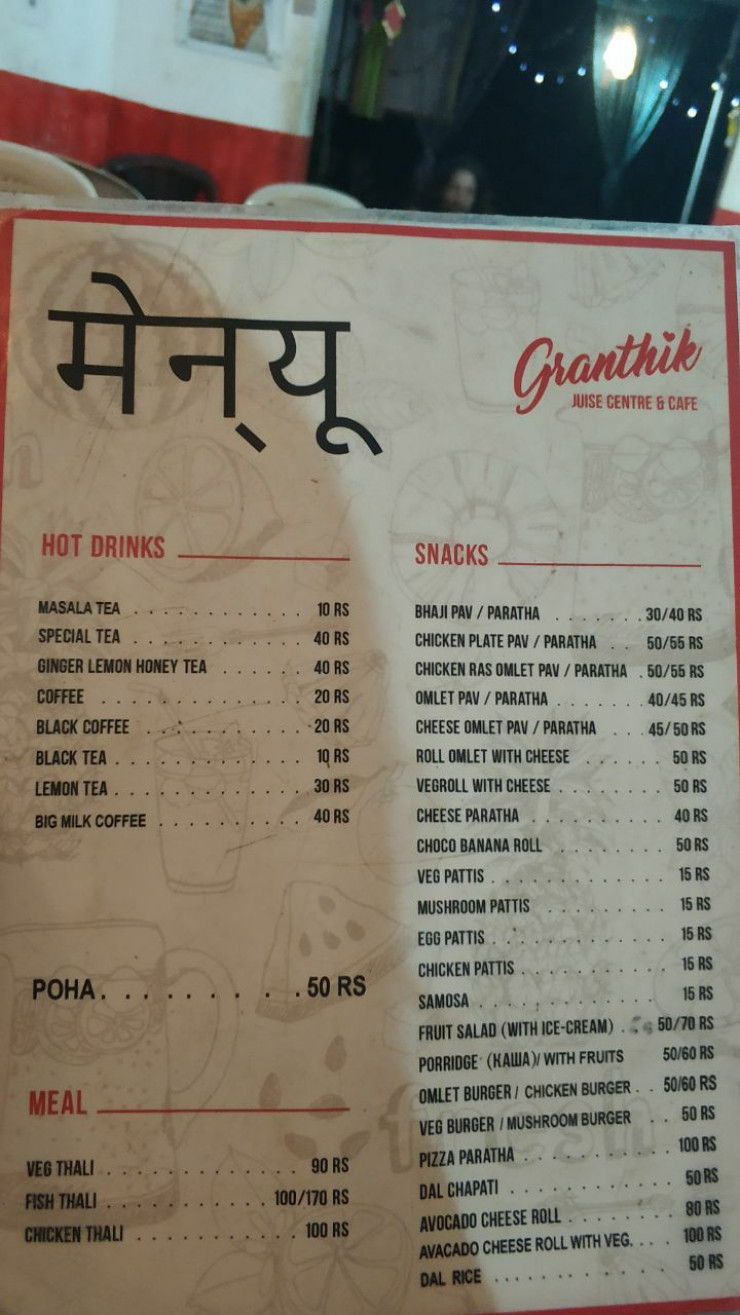 मेन्यू
Granthik
JUISE CENTRE & CAFE
HOT DRINKS
MASALA TEA . . . . . . . . . . . . 10 RS
SPECIAL TEA . . . . . . . . . . . . 40 RS
GINGER LEMON HONEY TEA . . . . . . 40 RS
COFFEE . . . . . . . . . . . . . . 20 RS
BLACK COFFEE . . . . . . . . . . . 20 RS
BLACK TEA . . . . . . . . . . . . . 10 RS
LEMON TEA . . . . . . . . . . . . . 30 RS
BIG MILK COFFEE . . . . . . . . . . 40 RS
POHA. . . . . . . . . . 50 RS
MEAL
VEG THALI . . . . . . . . . . . . . 90 RS
FISH THALI . . . . . . . . . . . 100/170 RS
CHICKEN THALI . . . . . . . . . . . 100 RS
SNACKS
BHAJI PAV / PARATHA . . . . . . . 30/40 RS
CHICKEN PLATE PAV / PARATHA . . 50/55 RS
CHICKEN RAS OMLET PAV / PARATHA . 50/55 RS
OMLET PAV / PARATHA . . . . . . . 40/45 RS
CHEESE OMLET PAV / PARATHA . . . 45/50 RS
ROLL OMLET WITH CHEESE . . . . . . . 50 RS
VEGROLL WITH CHEESE . . . . . . . . 50 RS
CHEESE PARATHA . . . . . . . . . . 40 RS
CHOCO BANANA ROLL . . . . . . . . . 50 RS
VEG PATTIS . . . . . . . . . . . . . 15 RS
MUSHROOM PATTIS . . . . . . . . . 15 RS
EGG PATTIS . . . . . . . . . . . . . 15 RS
CHICKEN PATTIS . . . . . . . . . . . 15 RS
SAMOSA . . . . . . . . . . . . . 15 RS
FRUIT SALAD (WITH ICE-CREAM) . . . 50/70 RS
PORRIDGE (КАША)/ WITH FRUITS 50/60 RS
OMLET BURGER / CHICKEN BURGER . . 50/60 RS
VEG BURGER / MUSHROOM BURGER . . 50 RS
PIZZA PARATHA . . . . . . . . . . . 100 RS
DAL CHAPATI . . . . . . . . . . . . 50 RS
AVOCADO CHEESE ROLL . . . . . . . . 80 RS
AVACADO CHEESE ROLL WITH VEG. . . . 100 RS
DAL RICE . . . . . . . . . . . . . 50 RS